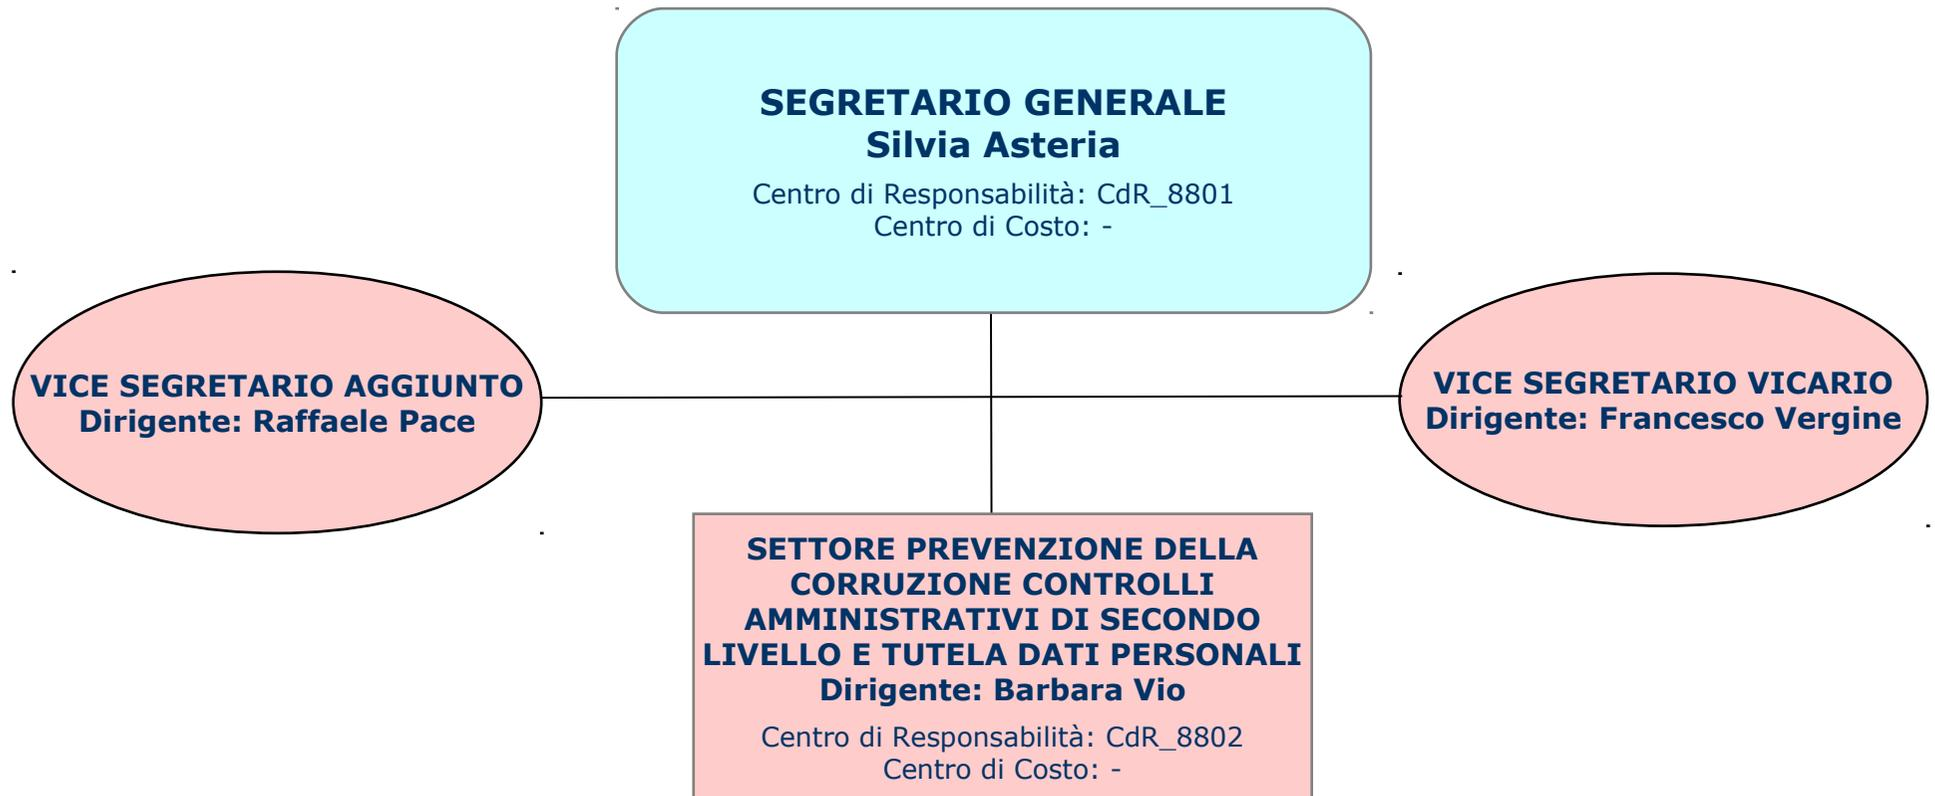 SEGRETARIO GENERALE
Silvia Asteria
Centro di Responsabilità: CdR_8801
Centro di Costo: -
VICE SEGRETARIO AGGIUNTO
Dirigente: Raffaele Pace
VICE SEGRETARIO VICARIO
Dirigente: Francesco Vergine
SETTORE PREVENZIONE DELLA
CORRUZIONE CONTROLLI
AMMINISTRATIVI DI SECONDO
LIVELLO E TUTELA DATI PERSONALI
Dirigente: Barbara Vio
Centro di Responsabilità: CdR_8802
Centro di Costo: -